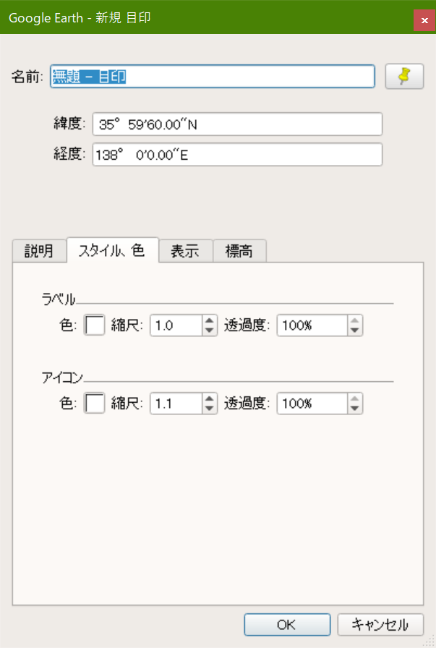 Google Earth - 新規 目印
名前: 無題 - 目印
緯度: 35° 59'60.00"N
経度: 138° 0'0.00"E
説明 スタイル、色 表示 標高
ラベル
色: 縮尺: 1.0 透過度: 100%
アイコン
色: 縮尺: 1.1 透過度: 100%
OK キャンセル